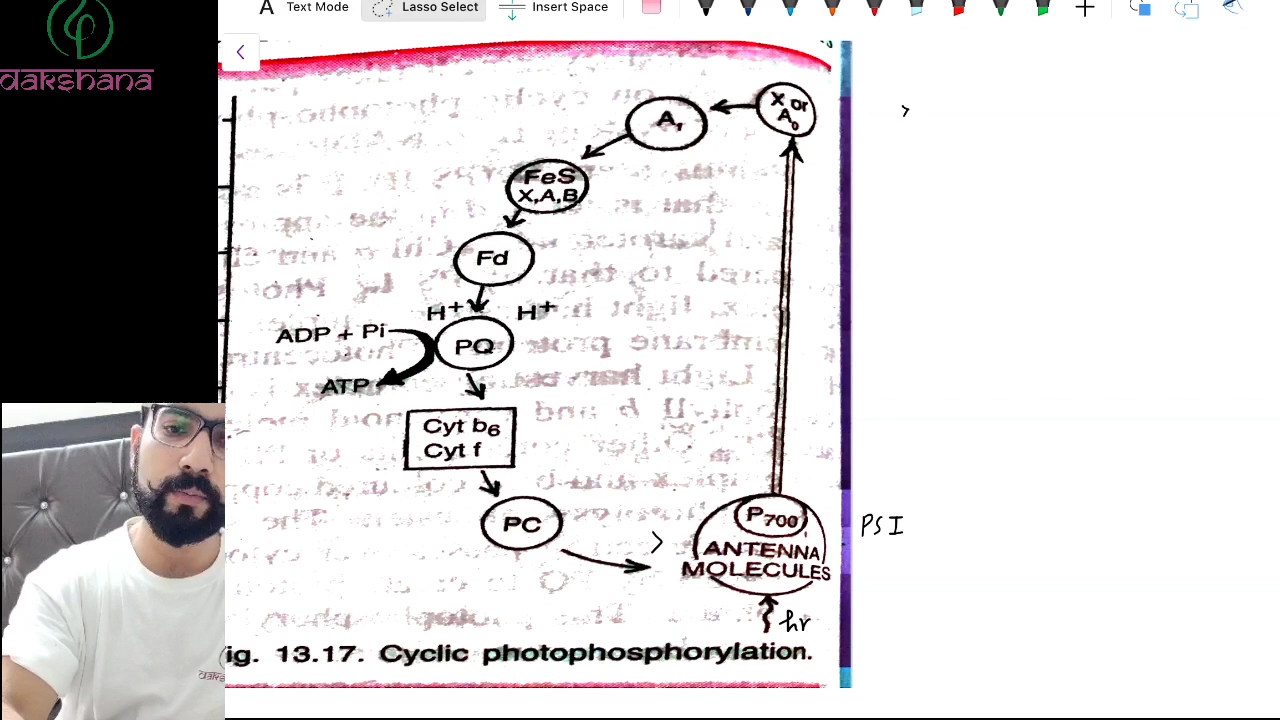 Text Mode
Lasso Select
Insert Space
dakshana
X or
A₀
A₁
FeS
X,A,B
Fd
H⁺ H⁺
ADP + Pi
PQ
ATP
Cyt b₆
Cyt f
PC
P₇₀₀
PS I
ANTENNA
MOLECULES
hν
ig. 13.17. Cyclic photophosphorylation.